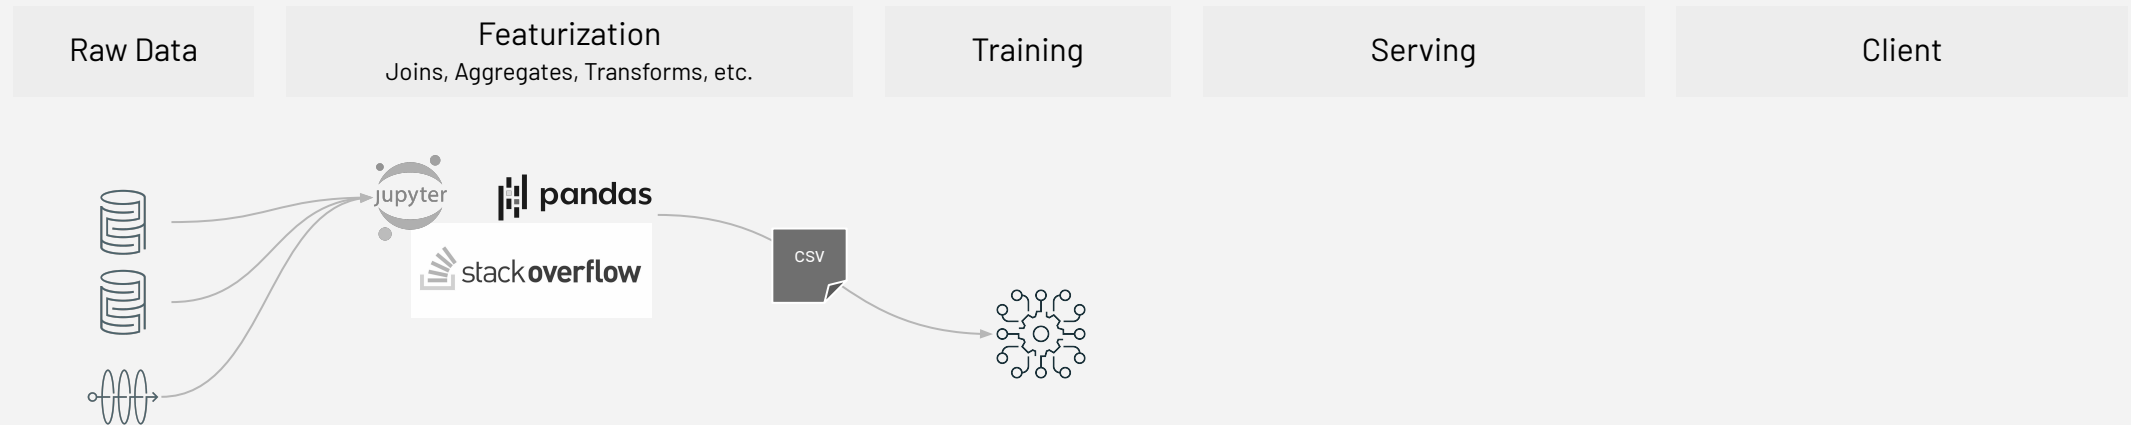 Raw Data
Featurization
Joins, Aggregates, Transforms, etc.
Training
Serving
Client
jupyter
pandas
stackoverflow
CSV